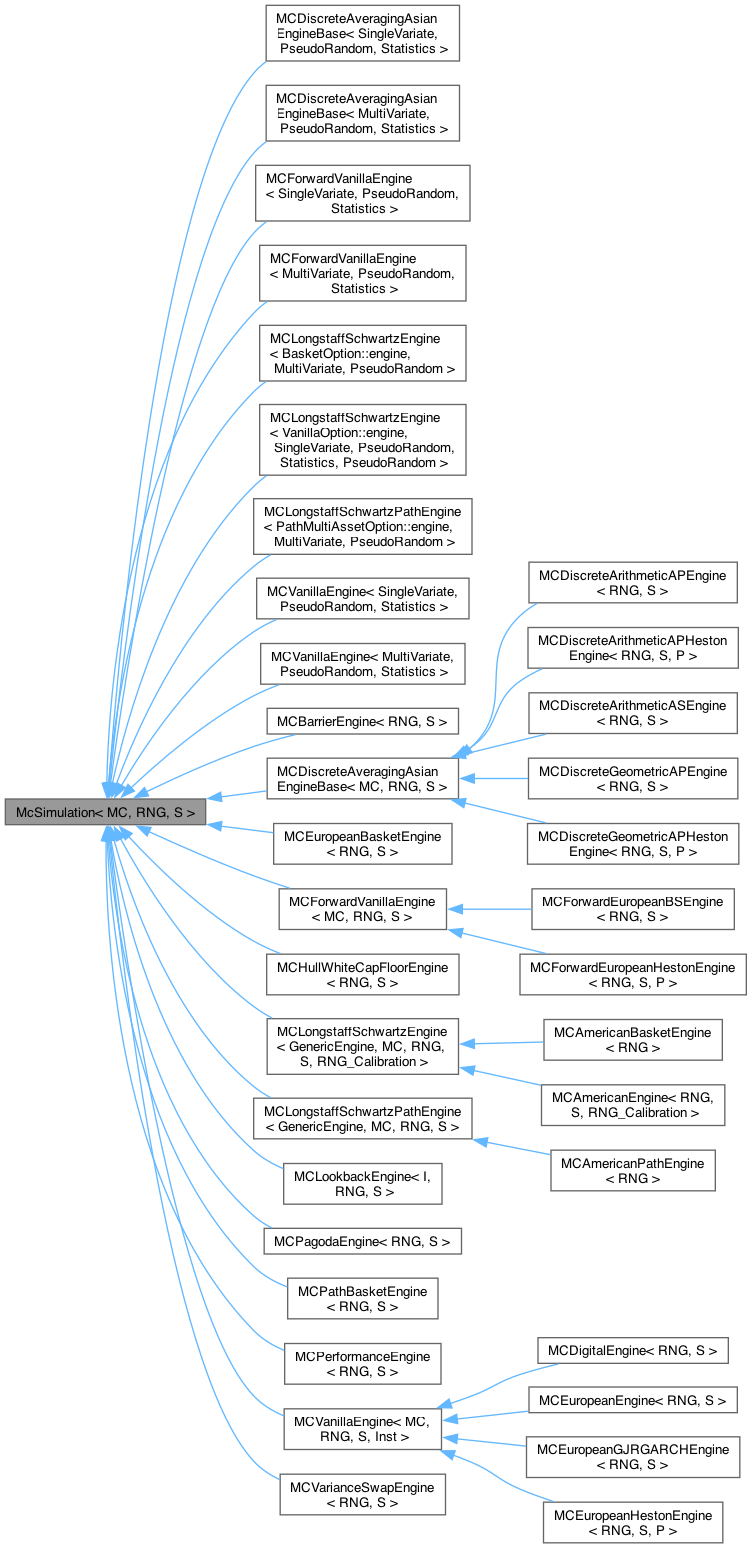 MCDiscreteAveragingAsian
EngineBase< SingleVariate,
PseudoRandom, Statistics >
MCDiscreteAveragingAsian
EngineBase< MultiVariate,
PseudoRandom, Statistics >
MCForwardVanillaEngine
< SingleVariate, PseudoRandom,
Statistics >
MCForwardVanillaEngine
< MultiVariate, PseudoRandom,
Statistics >
MCLongstaffSchwartzEngine
< BasketOption::engine,
MultiVariate, PseudoRandom >
MCLongstaffSchwartzEngine
< VanillaOption::engine,
SingleVariate, PseudoRandom,
Statistics, PseudoRandom >
MCLongstaffSchwartzPathEngine
< PathMultiAssetOption::engine,
MultiVariate, PseudoRandom >
MCVanillaEngine< SingleVariate,
PseudoRandom, Statistics >
MCVanillaEngine< MultiVariate,
PseudoRandom, Statistics >
MCBarrierEngine< RNG, S >
MCDiscreteAveragingAsian
EngineBase< MC, RNG, S >
McSimulation< MC, RNG, S >
MCEuropeanBasketEngine
< RNG, S >
MCForwardVanillaEngine
< MC, RNG, S >
MCHullWhiteCapFloorEngine
< RNG, S >
MCLongstaffSchwartzEngine
< GenericEngine, MC, RNG,
S, RNG_Calibration >
MCLongstaffSchwartzPathEngine
< GenericEngine, MC, RNG, S >
MCLookbackEngine< I,
RNG, S >
MCPagodaEngine< RNG, S >
MCPathBasketEngine
< RNG, S >
MCPerformanceEngine
< RNG, S >
MCVanillaEngine< MC,
RNG, S, Inst >
MCVarianceSwapEngine
< RNG, S >
MCDiscreteArithmeticAPEngine
< RNG, S >
MCDiscreteArithmeticAPHeston
Engine< RNG, S, P >
MCDiscreteArithmeticASEngine
< RNG, S >
MCDiscreteGeometricAPEngine
< RNG, S >
MCDiscreteGeometricAPHeston
Engine< RNG, S, P >
MCForwardEuropeanBSEngine
< RNG, S >
MCForwardEuropeanHestonEngine
< RNG, S, P >
MCAmericanBasketEngine
< RNG >
MCAmericanEngine< RNG,
S, RNG_Calibration >
MCAmericanPathEngine
< RNG >
MCDigitalEngine< RNG, S >
MCEuropeanEngine< RNG, S >
MCEuropeanGJRGARCHEngine
< RNG, S >
MCEuropeanHestonEngine
< RNG, S, P >